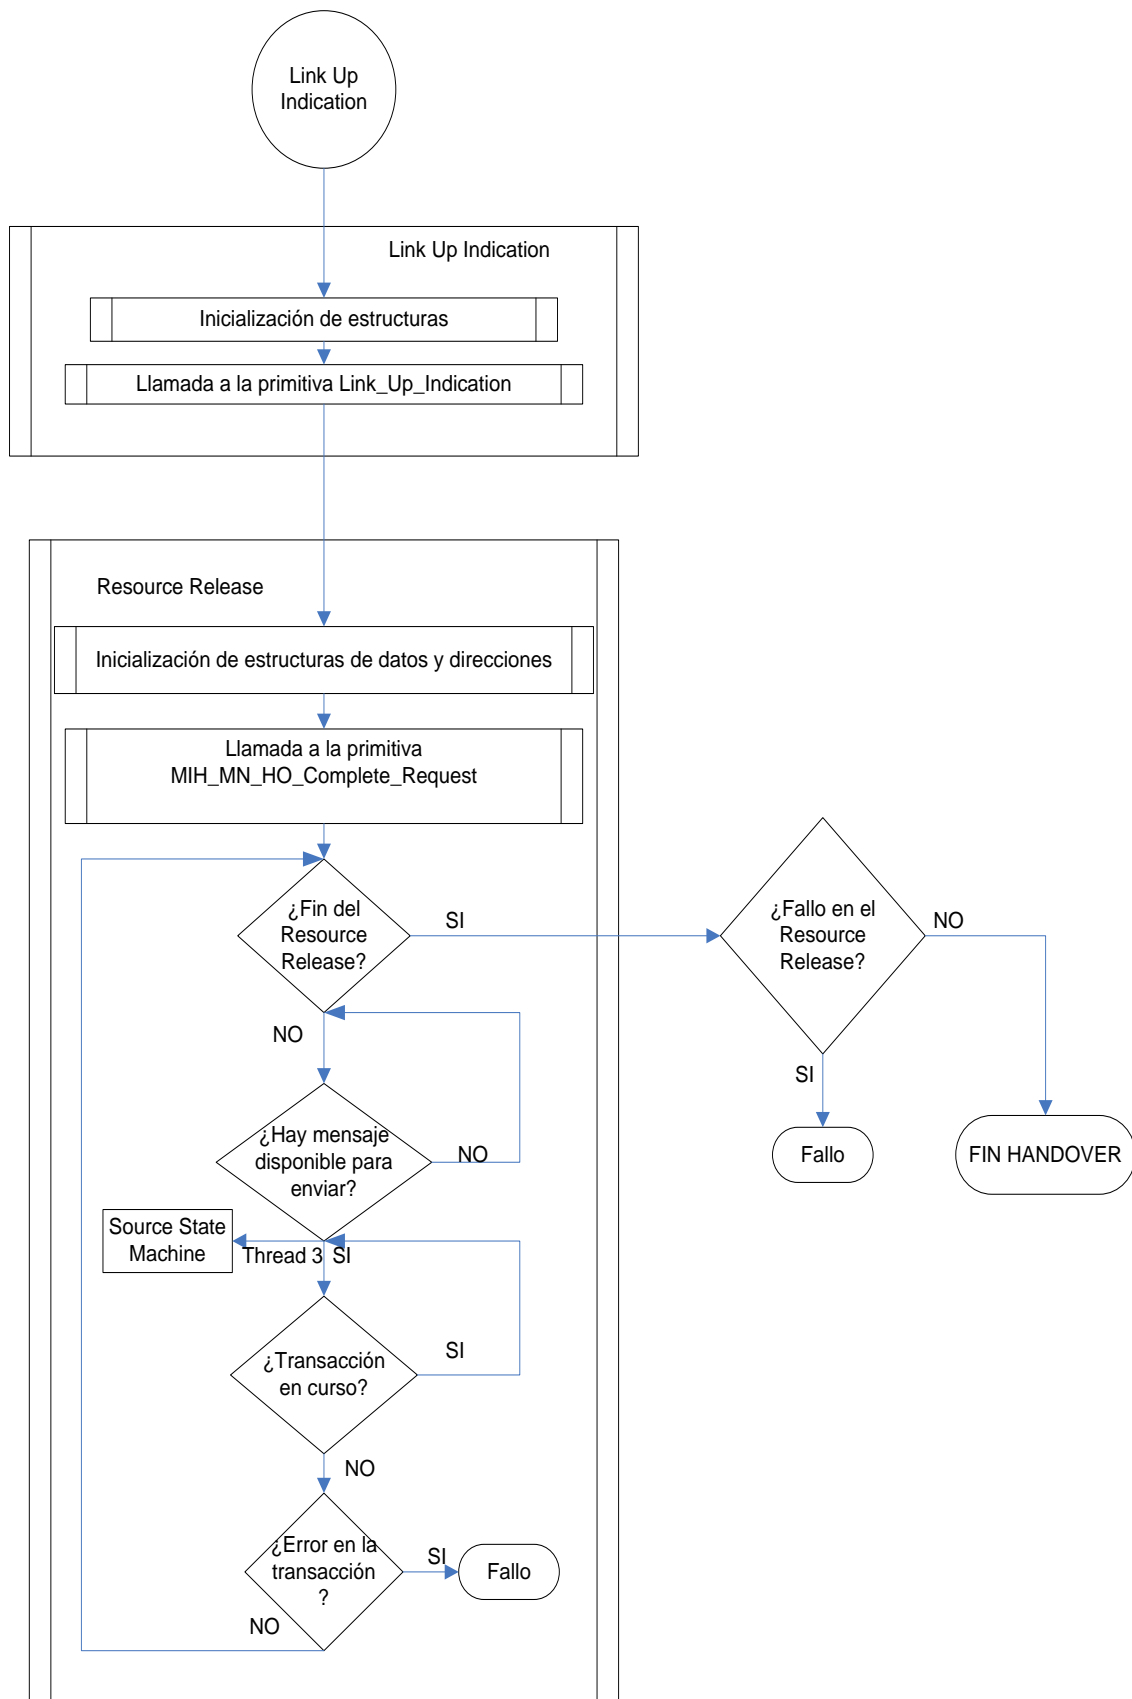 Link Up
Indication
Link Up Indication
Inicialización de estructuras
Llamada a la primitiva Link_Up_Indication
Resource Release
Inicialización de estructuras de datos y direcciones
Llamada a la primitiva
MIH_MN_HO_Complete_Request
¿Fin del
Resource
Release?
SI
¿Fallo en el
Resource
Release?
NO
NO
SI
¿Hay mensaje
disponible para
enviar?
NO
Fallo
FIN HANDOVER
Source State
Machine
Thread 3
SI
¿Transacción
en curso?
SI
NO
¿Error en la
transacción
?
SI
Fallo
NO